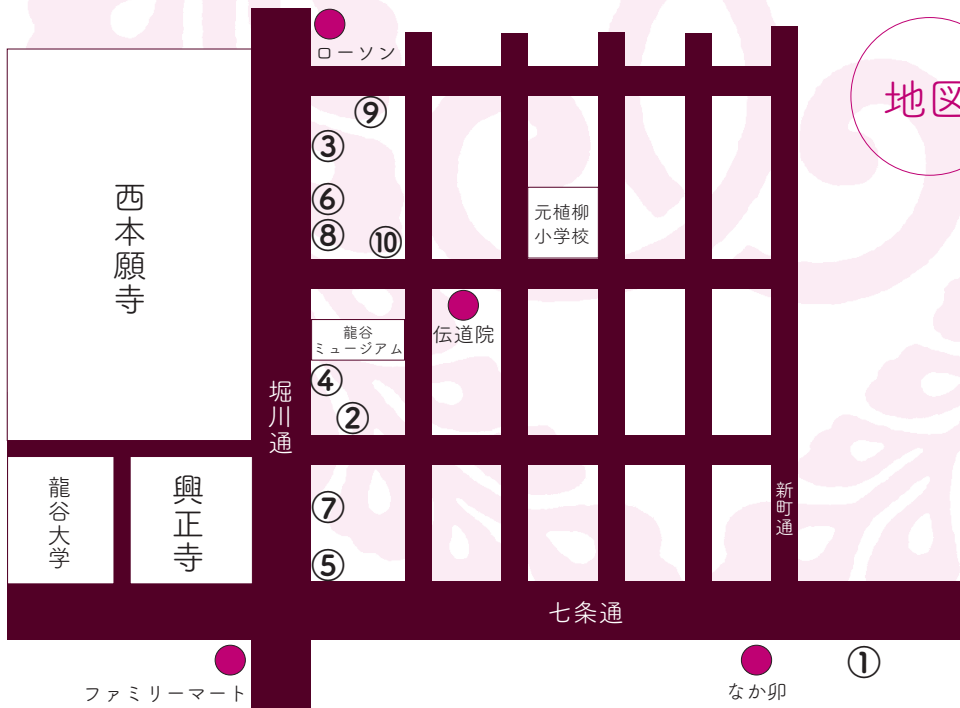 ローソン
地図
⑨
③
⑥
⑧
⑩
西本願寺
元植柳
小学校
龍谷
ミュージアム
伝道院
④
②
堀川通
龍谷大学
興正寺
⑦
新町通
⑤
七条通
ファミリーマート
なか卯
①